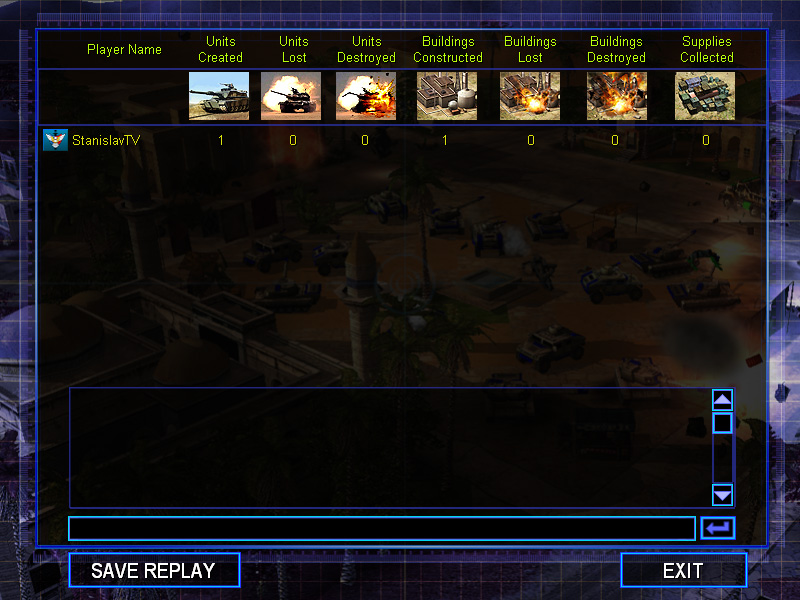 Player Name
Units Created
Units Lost
Units Destroyed
Buildings Constructed
Buildings Lost
Buildings Destroyed
Supplies Collected
StanislavTV 1 0 0 1 0 0 0
SAVE REPLAY
EXIT